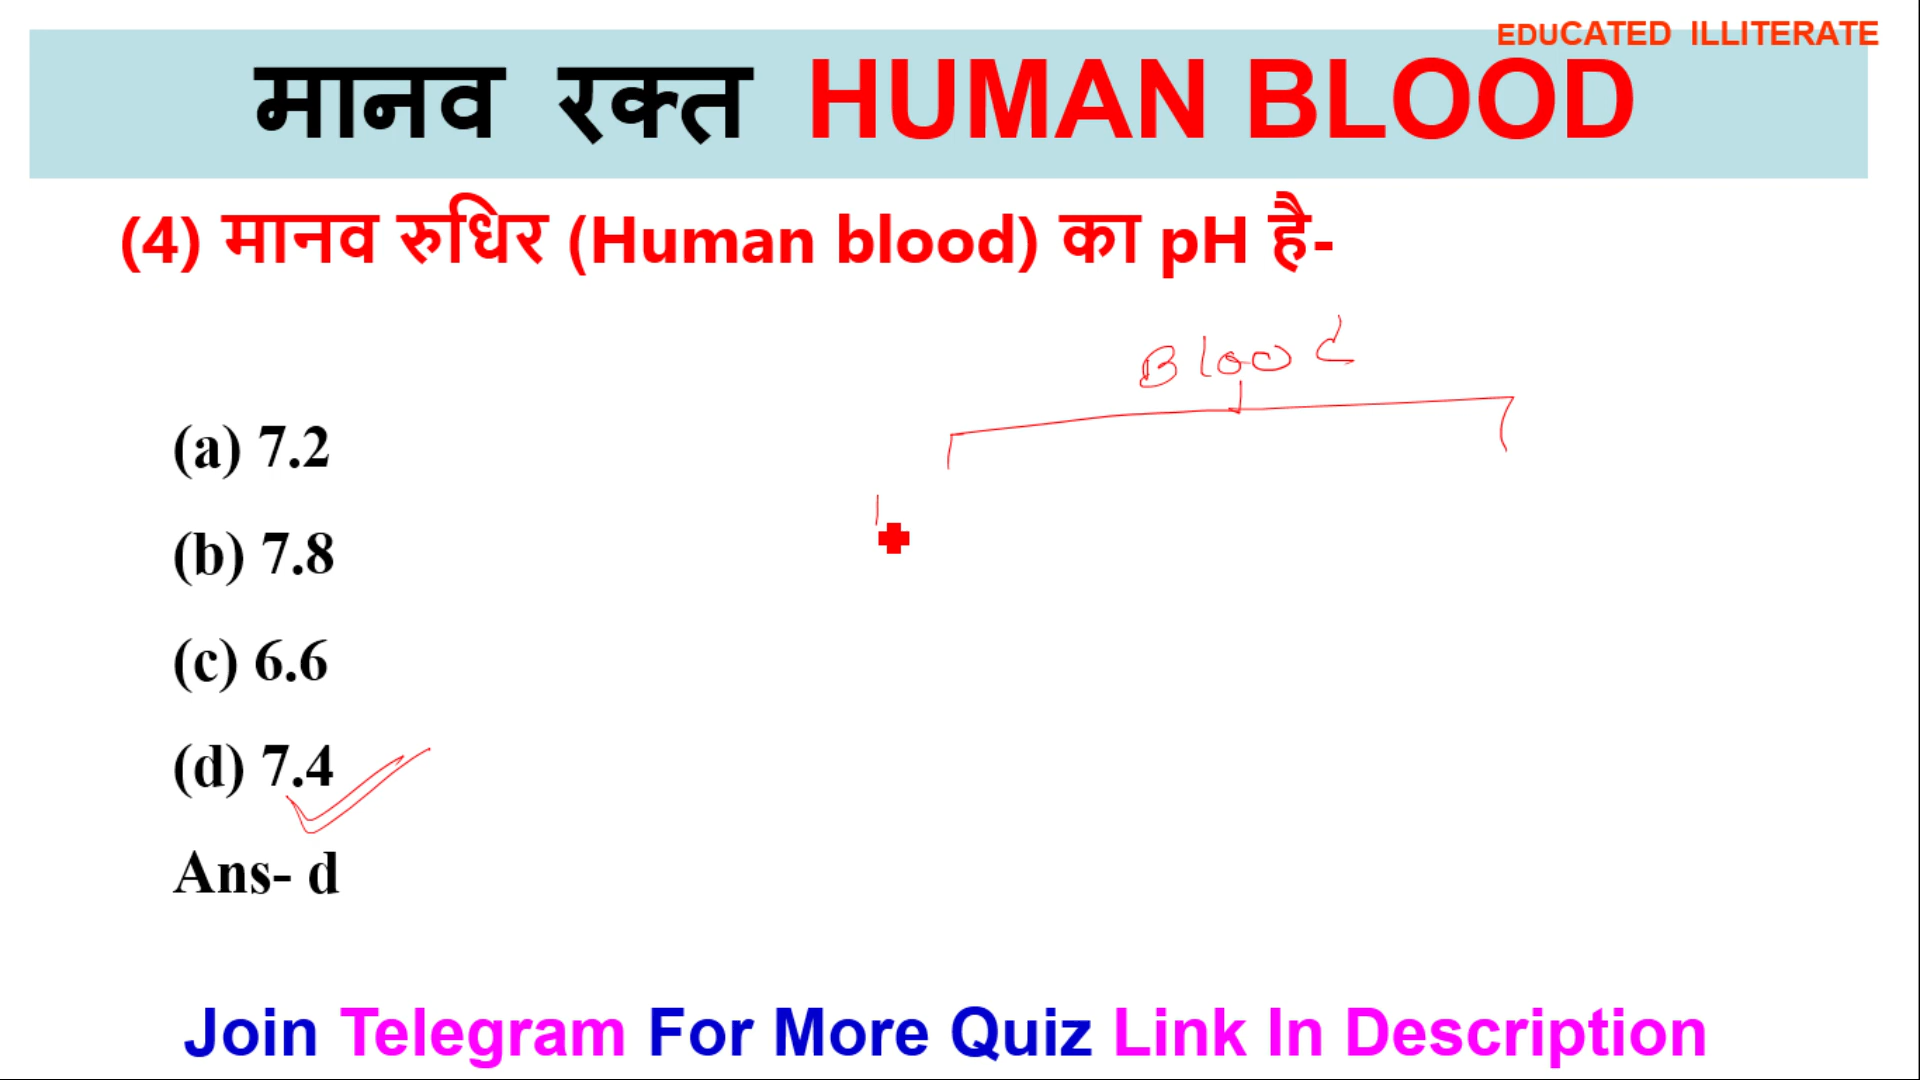 EDUCATED ILLITERATE
मानव रक्त HUMAN BLOOD
(4) मानव रुधिर (Human blood) का pH है-
Blood
(a) 7.2
(b) 7.8
(c) 6.6
(d) 7.4
Ans- d
Join Telegram For More Quiz Link In Description